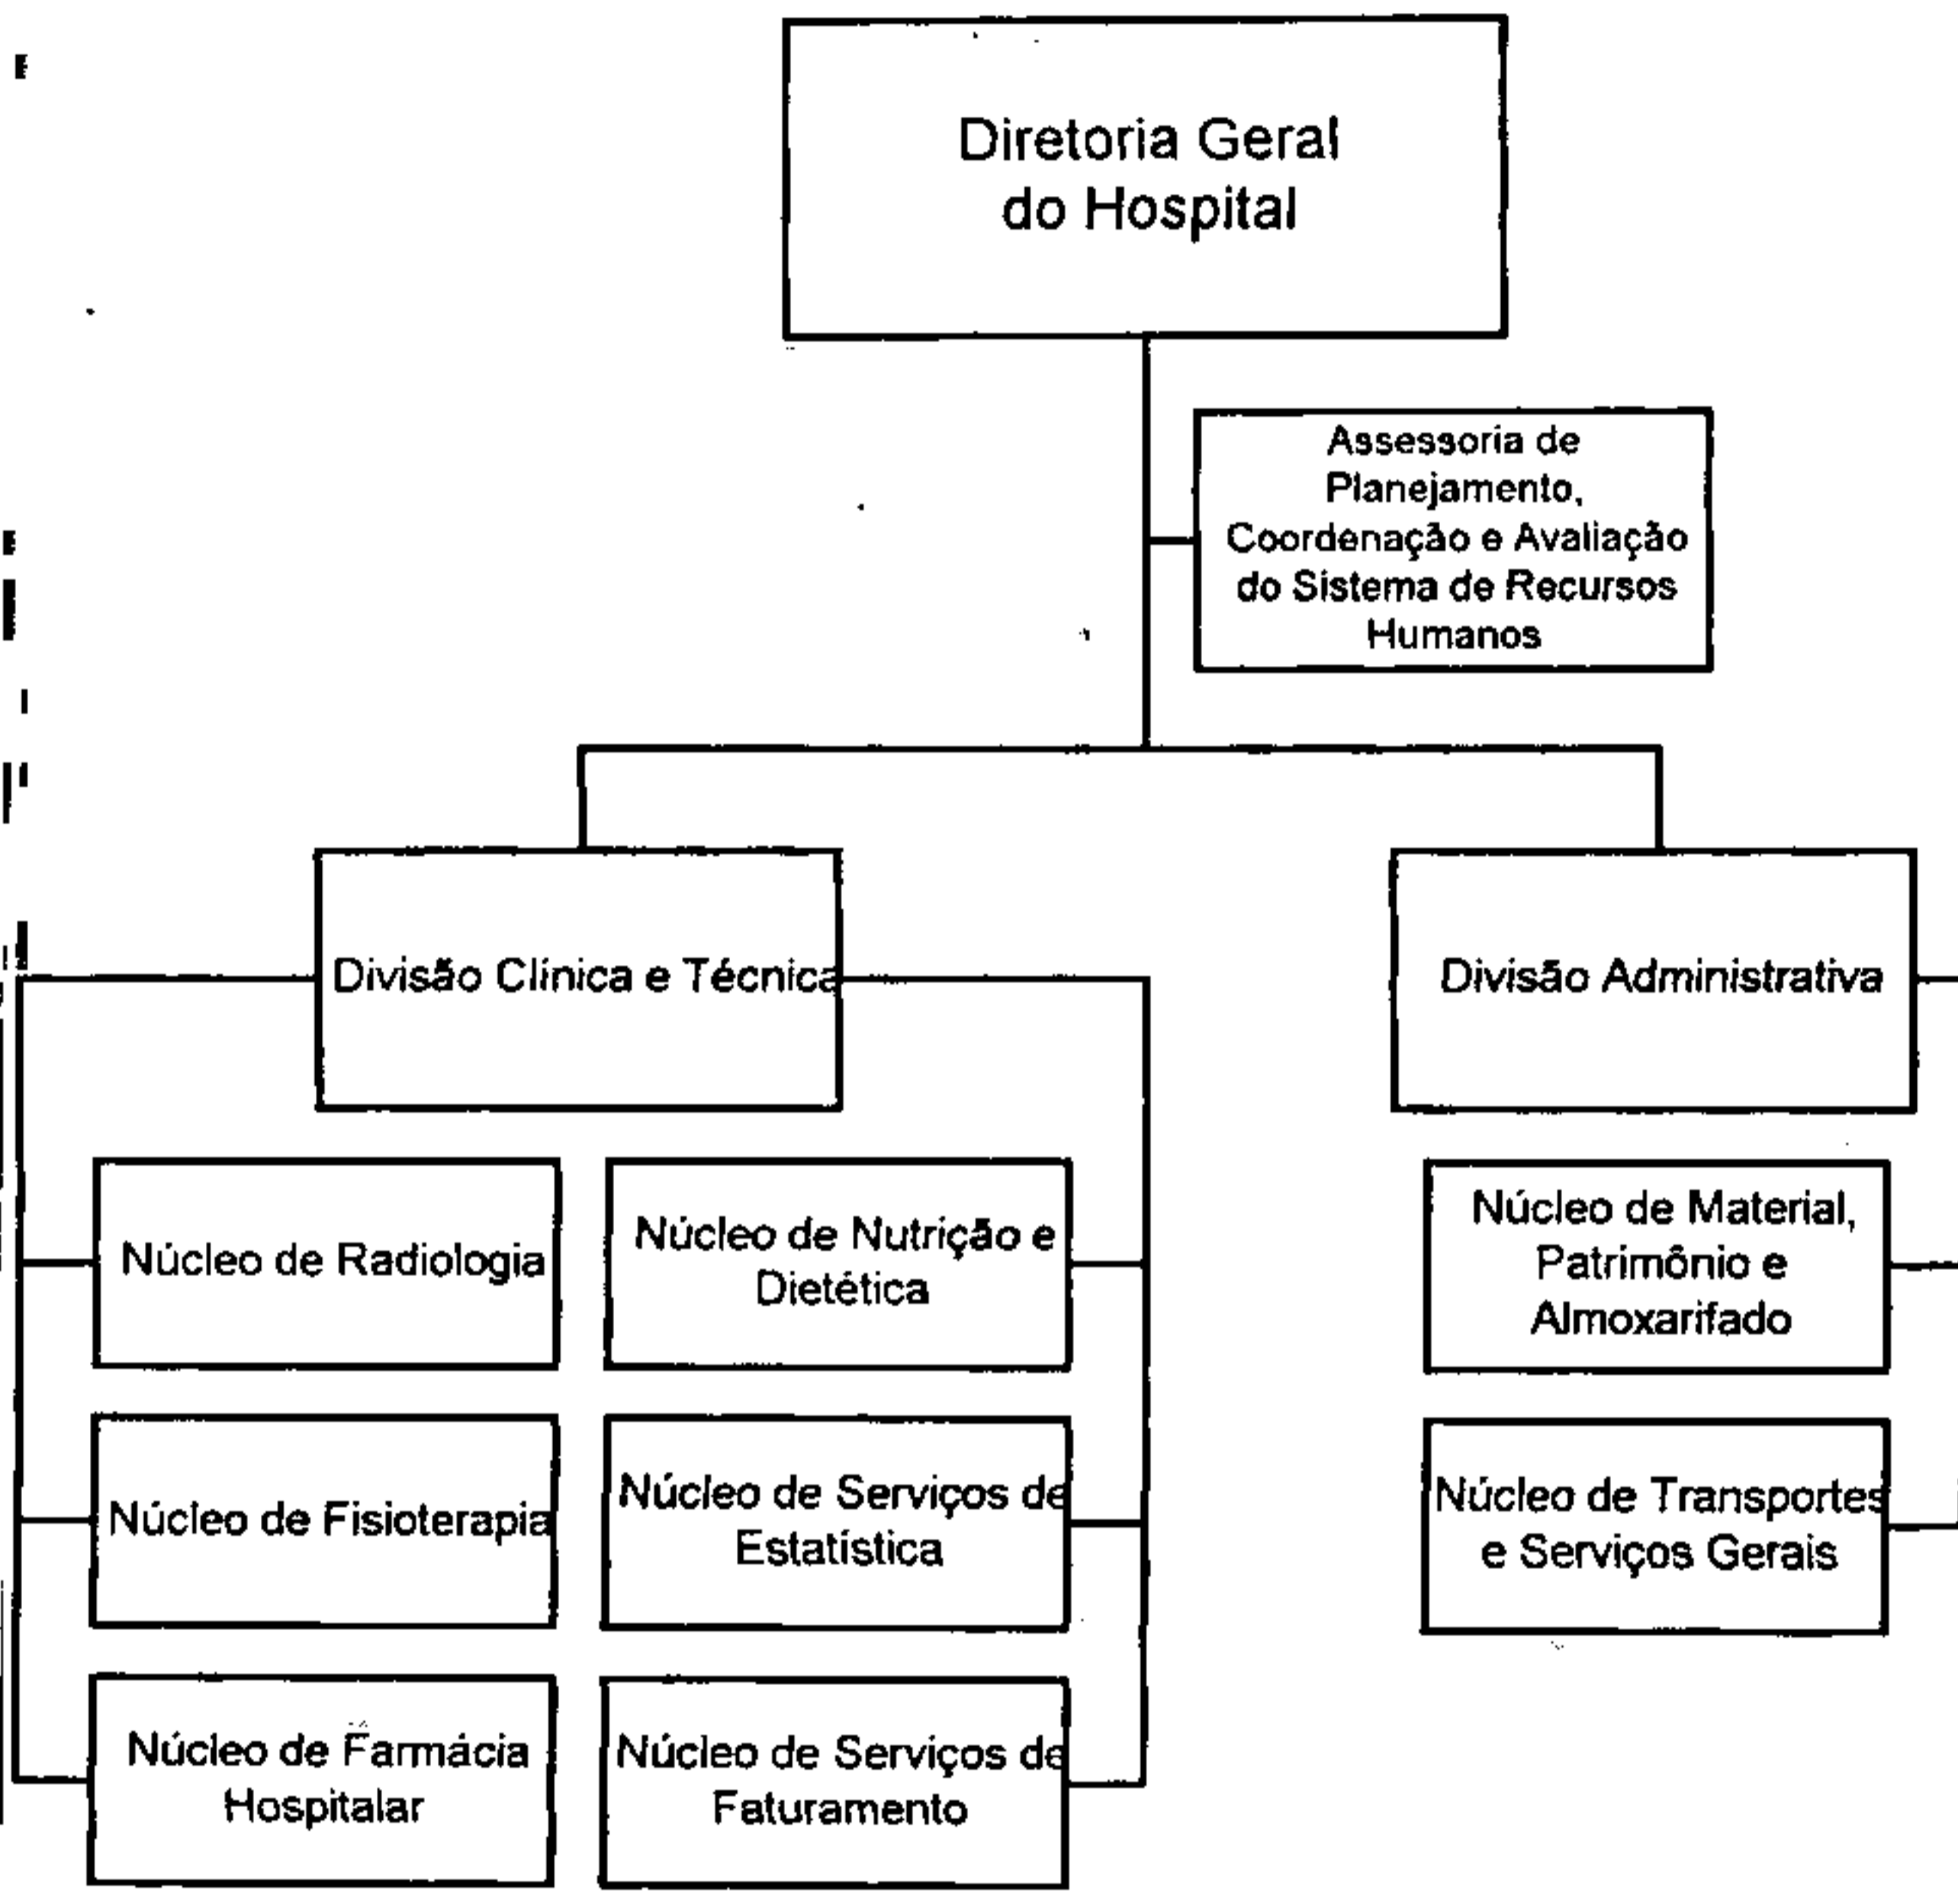 Diretoria Geral
do Hospital
Assessoria de
Planejamento,
Coordenação e Avaliação
do Sistema de Recursos
Humanos
Divisão Clínica e Técnica
Divisão Administrativa
Núcleo de Radiologia
Núcleo de Nutrição e
Dietética
Núcleo de Material,
Patrimônio e
Almoxarifado
Núcleo de Fisioterapia
Núcleo de Serviços de
Estatística
Núcleo de Transportes
e Serviços Gerais
Núcleo de Farmácia
Hospitalar
Núcleo de Serviços de
Faturamento